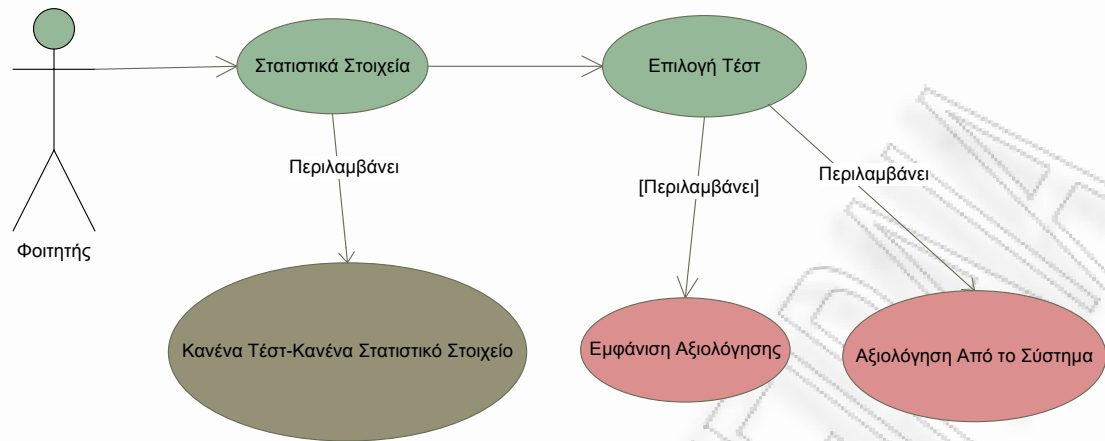 Στατιστικά Στοιχεία
Επιλογή Τέστ
Περιλαμβάνει
[Περιλαμβάνει]
Περιλαμβάνει
Φοιτητής
Κανένα Τέστ-Κανένα Στατιστικό Στοιχείο
Εμφάνιση Αξιολόγησης
Αξιολόγηση Από το Σύστημα